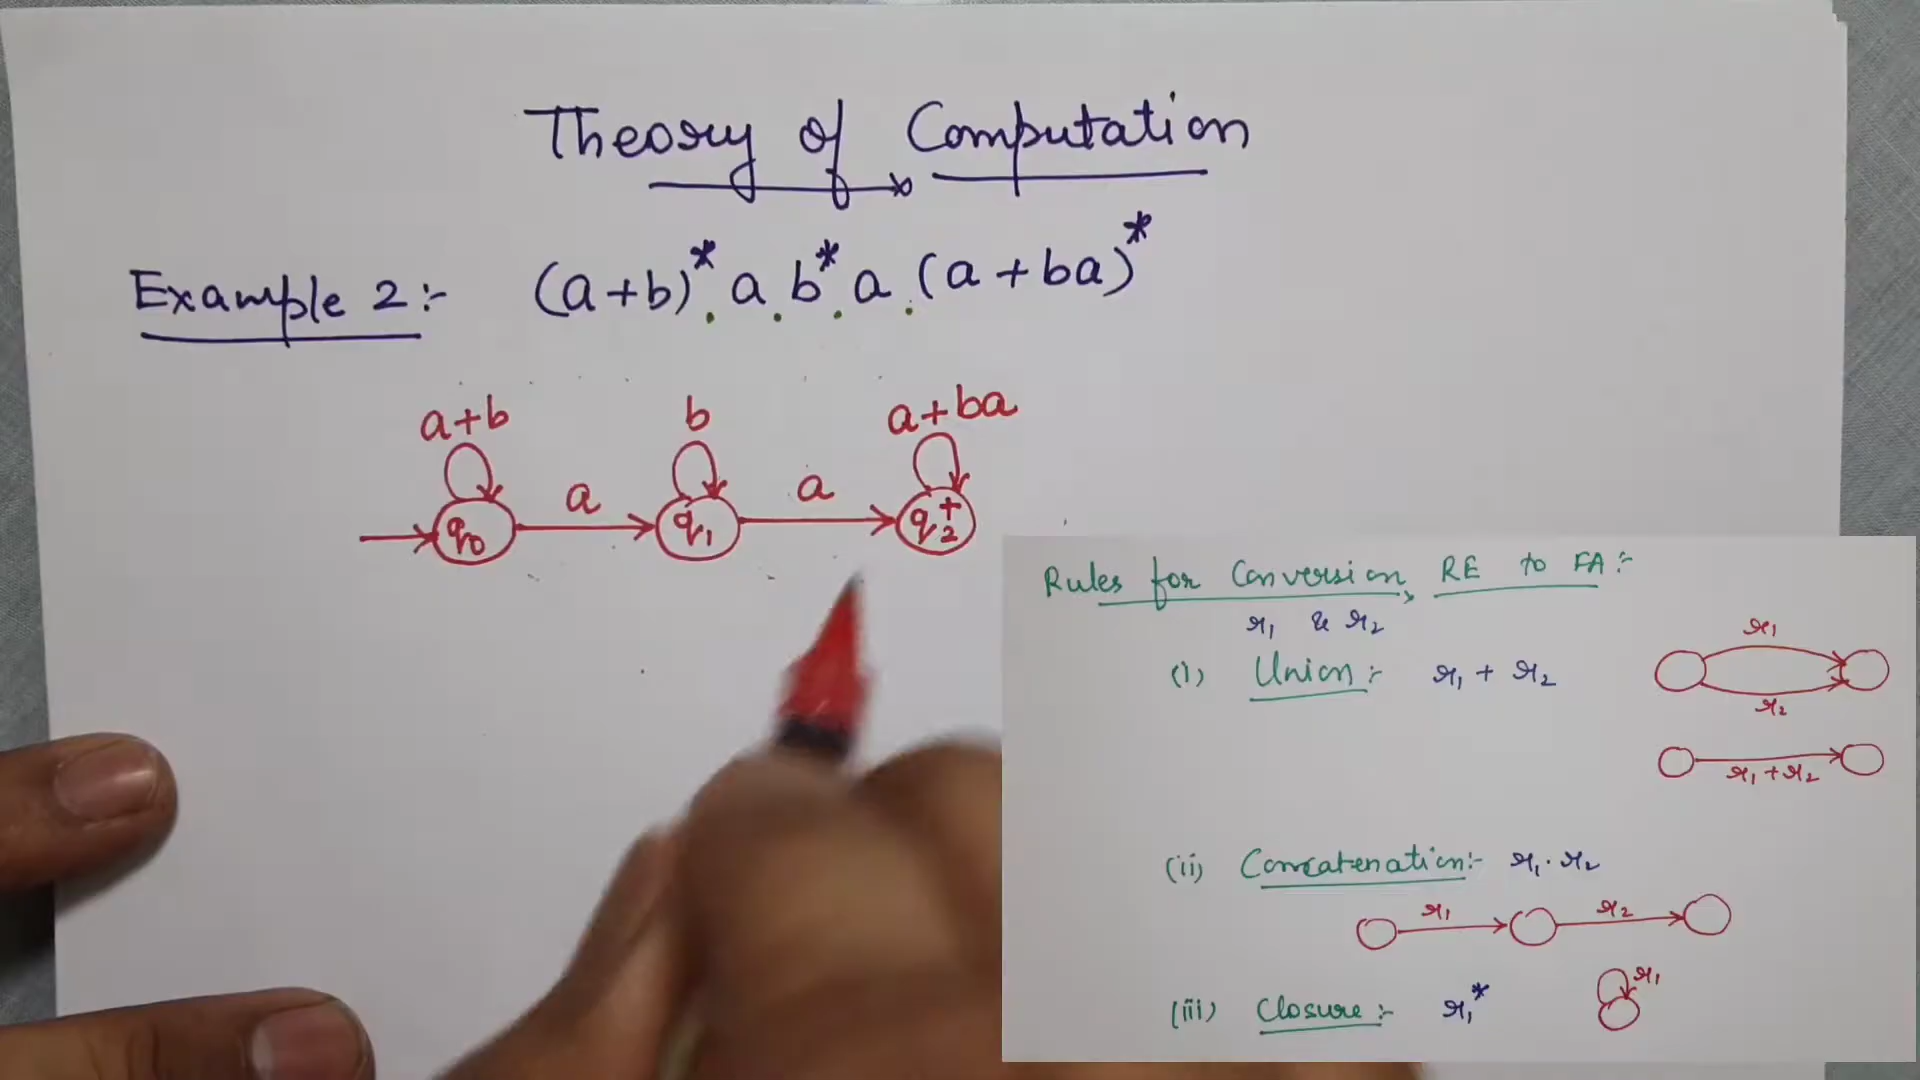 Theory of Computation
Example 2:- (a+b)* . a . b* . a . (a+ba)*
a+b b a+ba
a a
q0 q1 q2+
Rules for Conversion, RE to FA:-
r1 & r2
(i) Union:- r1 + r2
r1
r2
r1+r2
(ii) Concatenation:- r1 . r2
r1 r2
(iii) Closure:- r1*
r1